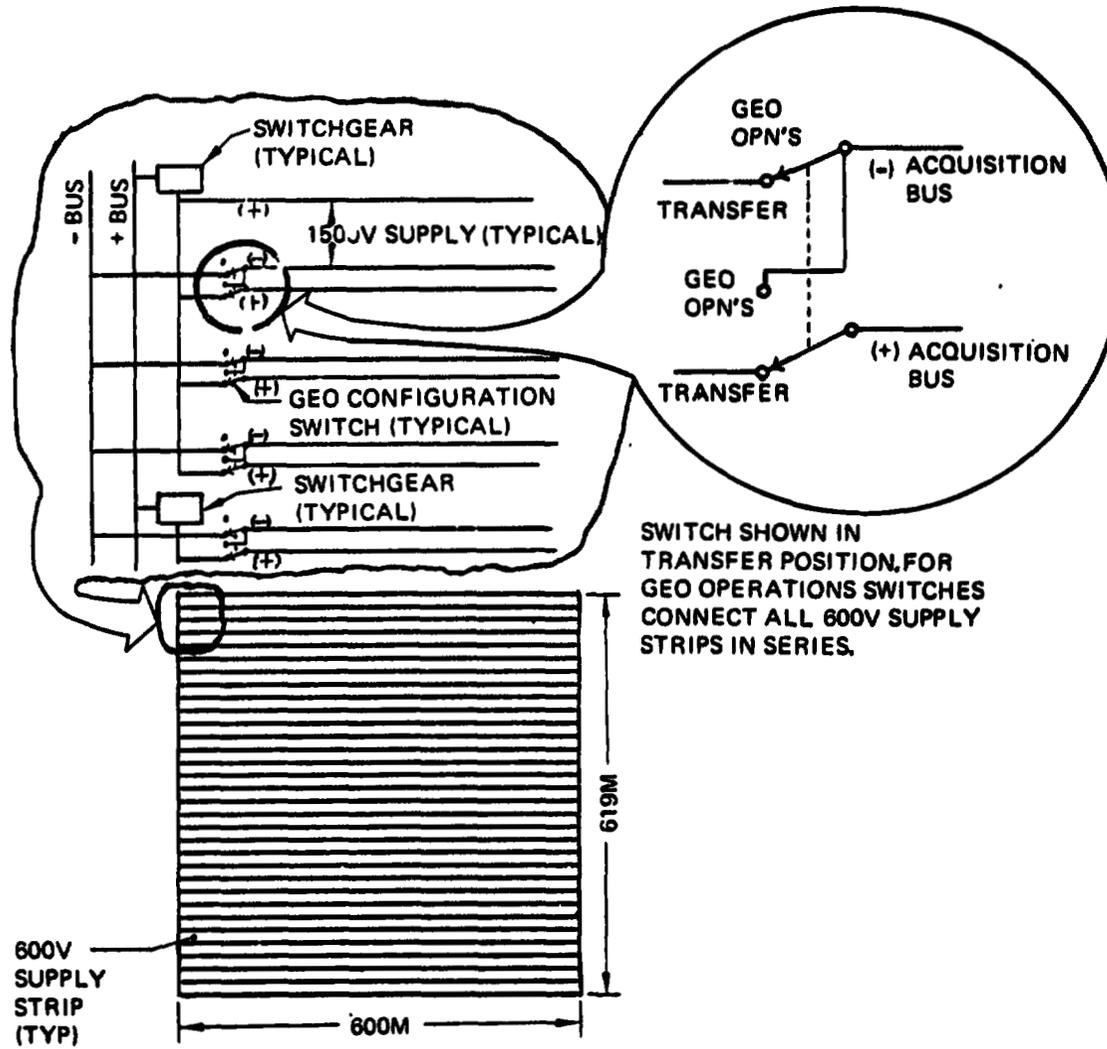 SWITCHGEAR
(TYPICAL)
- BUS
+ BUS
(+)
1500V SUPPLY (TYPICAL)
(-)
(+)
(-)
(+)
GEO CONFIGURATION
SWITCH (TYPICAL)
(-)
(+)
SWITCHGEAR
(TYPICAL)
(-)
(+)
GEO
OPN'S
(-) ACQUISITION
BUS
TRANSFER
GEO
OPN'S
(+) ACQUISITION
BUS
TRANSFER
SWITCH SHOWN IN
TRANSFER POSITION, FOR
GEO OPERATIONS SWITCHES
CONNECT ALL 600V SUPPLY
STRIPS IN SERIES.
619M
600V
SUPPLY
STRIP
(TYP)
600M